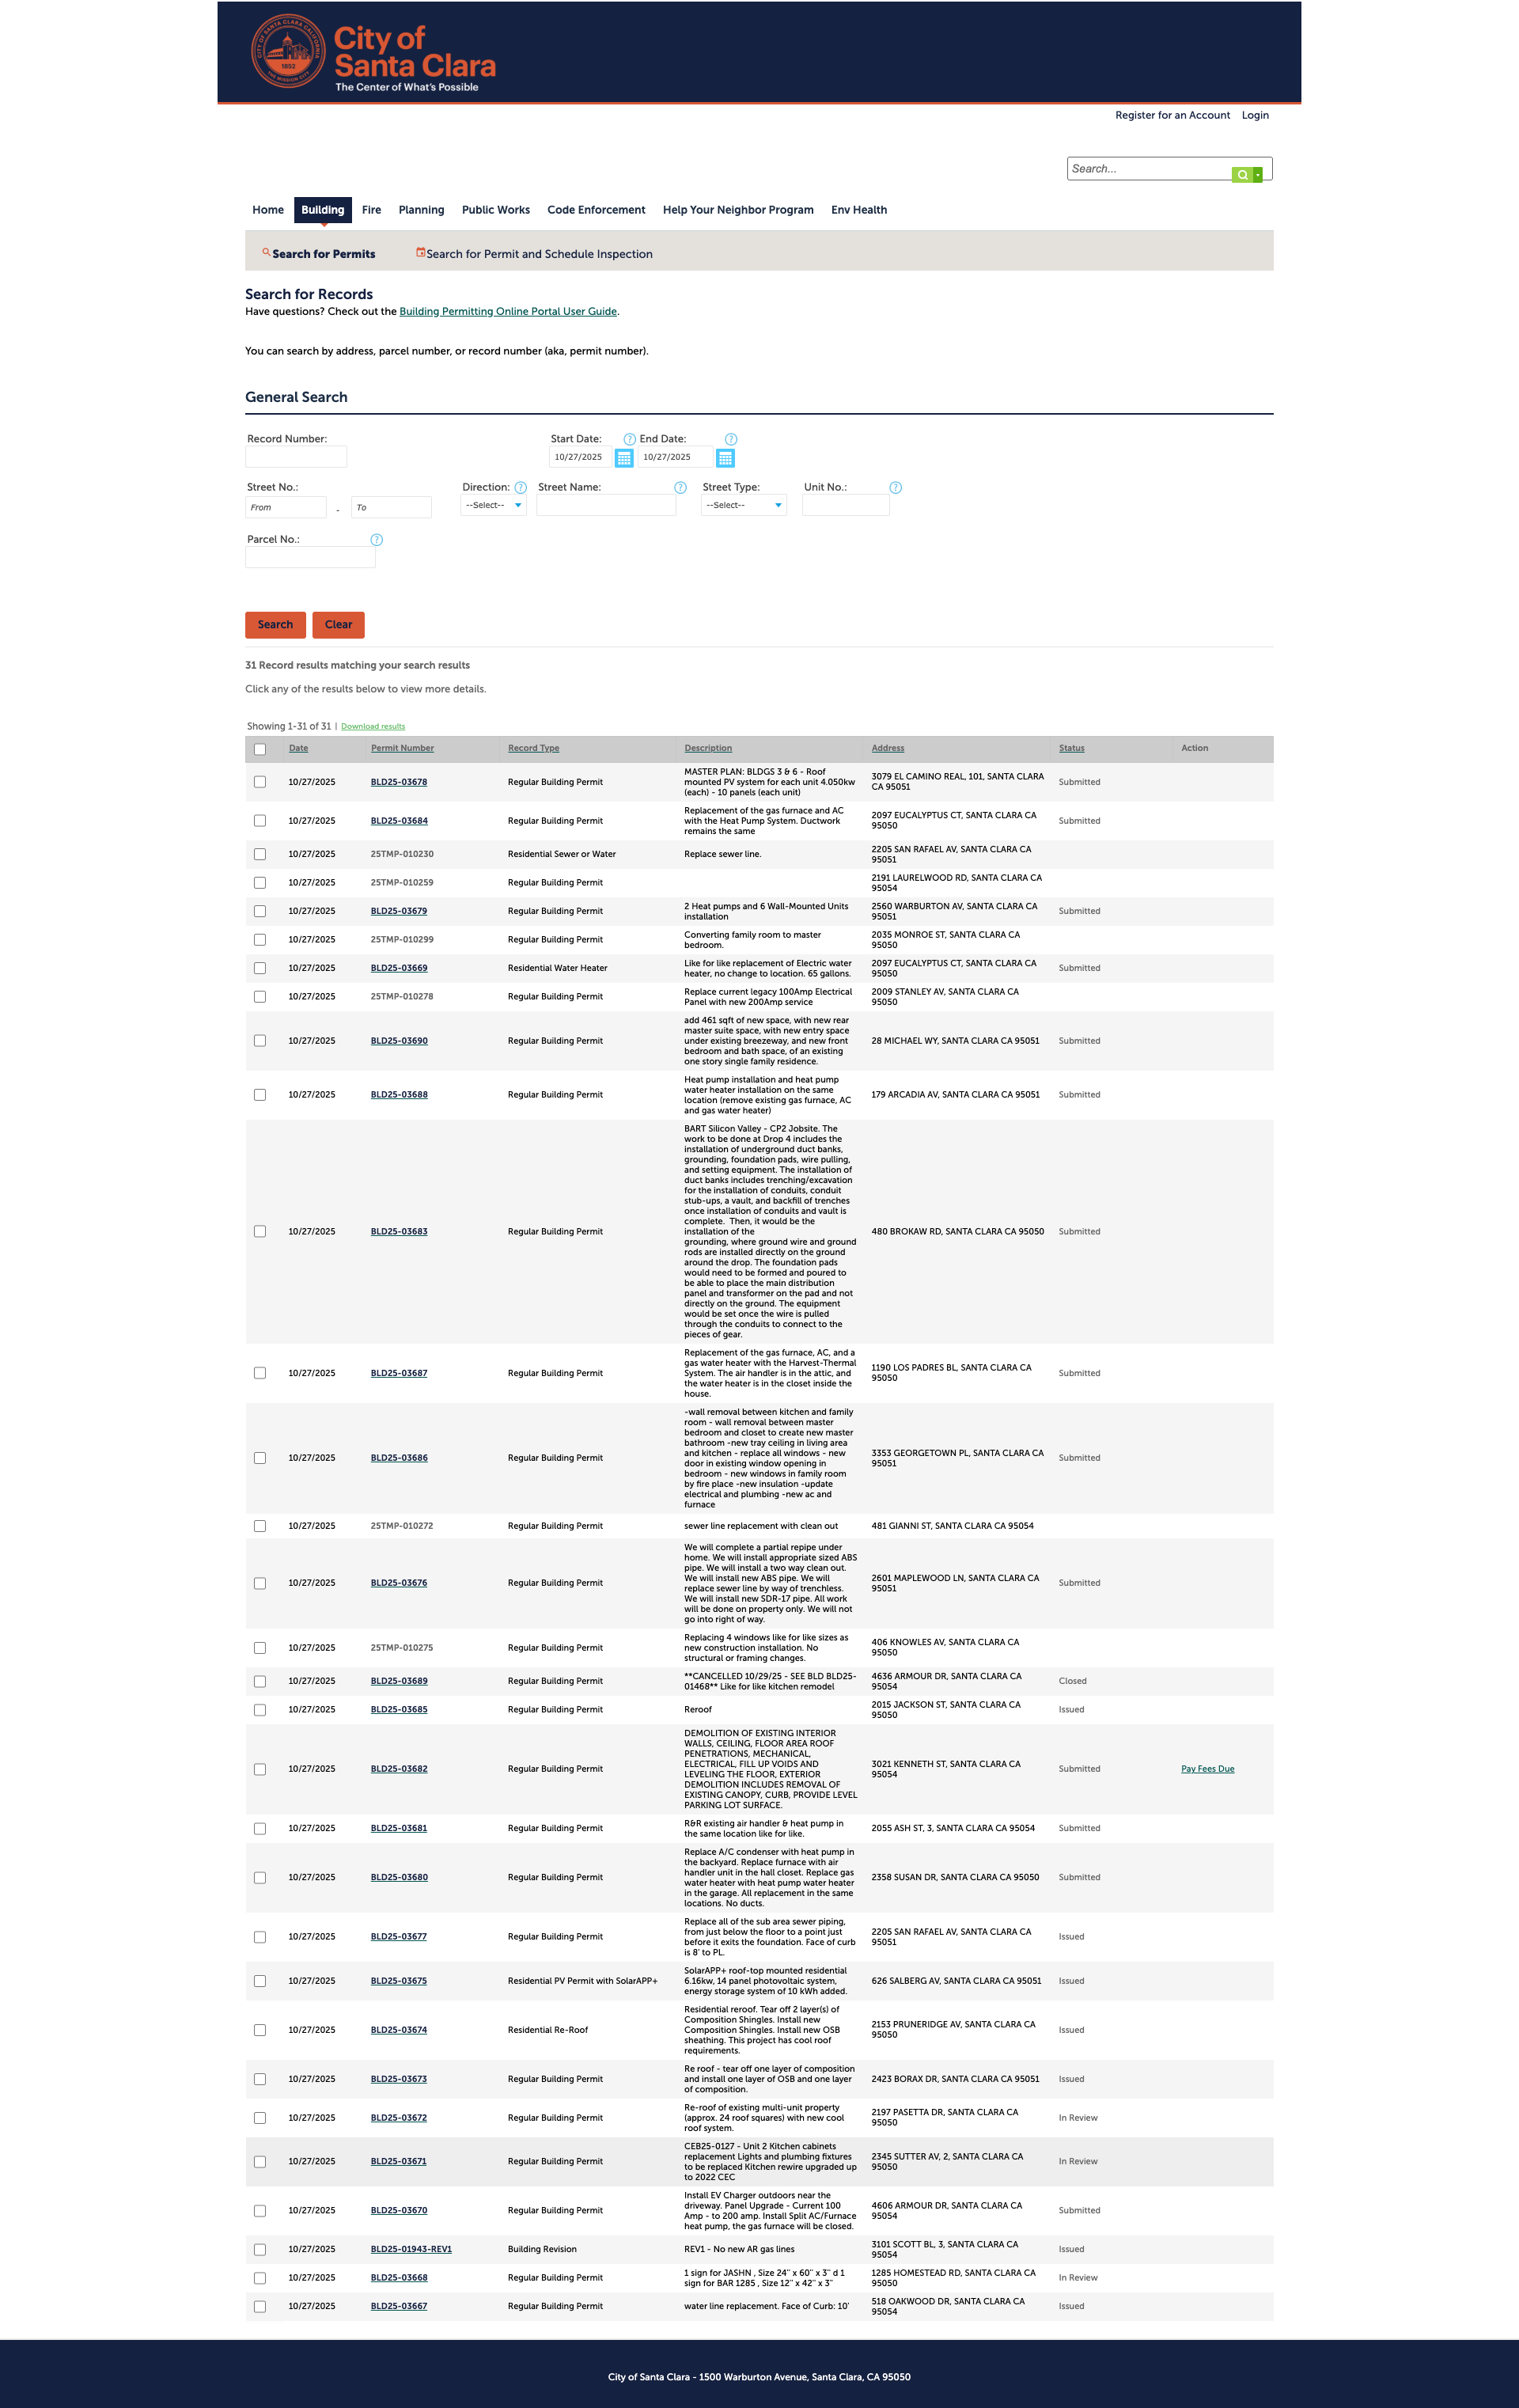 CITY OF SANTA CLARA CALIFORNIA
1852
THE MISSION CITY
City of
Santa Clara
The Center of What's Possible
Register for an Account Login
Search...
Home Building Fire Planning Public Works Code Enforcement Help Your Neighbor Program Env Health
Search for Permits Search for Permit and Schedule Inspection
Search for Records
Have questions? Check out the Building Permitting Online Portal User Guide.
You can search by address, parcel number, or record number (aka, permit number).
General Search
Record Number: Start Date: ? End Date: ?
10/27/2025 10/27/2025
Street No.: Direction: ? Street Name: ? Street Type: ? Unit No.: ?
From - To --Select-- --Select--
Parcel No.: ?
Search Clear
31 Record results matching your search results
Click any of the results below to view more details.
Showing 1-31 of 31 | Download results
Date Permit Number Record Type Description Address Status Action
10/27/2025 BLD25-03678 Regular Building Permit
MASTER PLAN: BLDGS 3 & 6 - Roof
mounted PV system for each unit 4.050kw
(each) - 10 panels (each unit)
3079 EL CAMINO REAL, 101, SANTA CLARA
CA 95051
Submitted
10/27/2025 BLD25-03684 Regular Building Permit
Replacement of the gas furnace and AC
with the Heat Pump System. Ductwork
remains the same
2097 EUCALYPTUS CT, SANTA CLARA CA
95050
Submitted
10/27/2025 25TMP-010230 Residential Sewer or Water
Replace sewer line.
2205 SAN RAFAEL AV, SANTA CLARA CA
95051
10/27/2025 25TMP-010259 Regular Building Permit
2191 LAURELWOOD RD, SANTA CLARA CA
95054
10/27/2025 BLD25-03679 Regular Building Permit
2 Heat pumps and 6 Wall-Mounted Units
installation
2560 WARBURTON AV, SANTA CLARA CA
95051
Submitted
10/27/2025 25TMP-010299 Regular Building Permit
Converting family room to master
bedroom.
2035 MONROE ST, SANTA CLARA CA
95050
10/27/2025 BLD25-03669 Residential Water Heater
Like for like replacement of Electric water
heater, no change to location. 65 gallons.
2097 EUCALYPTUS CT, SANTA CLARA CA
95050
Submitted
10/27/2025 25TMP-010278 Regular Building Permit
Replace current legacy 100Amp Electrical
Panel with new 200Amp service
2009 STANLEY AV, SANTA CLARA CA
95050
10/27/2025 BLD25-03690 Regular Building Permit
add 461 sqft of new space, with new rear
master suite space, with new entry space
under existing breezeway, and new front
bedroom and bath space, of an existing
one story single family residence.
28 MICHAEL WY, SANTA CLARA CA 95051
Submitted
10/27/2025 BLD25-03688 Regular Building Permit
Heat pump installation and heat pump
water heater installation on the same
location (remove existing gas furnace, AC
and gas water heater)
179 ARCADIA AV, SANTA CLARA CA 95051
Submitted
10/27/2025 BLD25-03683 Regular Building Permit
BART Silicon Valley - CP2 Jobsite. The
work to be done at Drop 4 includes the
installation of underground duct banks,
grounding, foundation pads, wire pulling,
and setting equipment. The installation of
duct banks includes trenching/excavation
for the installation of conduits, conduit
stub-ups, a vault, and backfill of trenches
once installation of conduits and vault is
complete. Then, it would be the
installation of the
grounding, where ground wire and ground
rods are installed directly on the ground
around the drop. The foundation pads
would need to be formed and poured to
be able to place the main distribution
panel and transformer on the pad and not
directly on the ground. The equipment
would be set once the wire is pulled
through the conduits to connect to the
pieces of gear.
480 BROKAW RD, SANTA CLARA CA 95050
Submitted
10/27/2025 BLD25-03687 Regular Building Permit
Replacement of the gas furnace, AC, and a
gas water heater with the Harvest-Thermal
System. The air handler is in the attic, and
the water heater is in the closet inside the
house.
1190 LOS PADRES BL, SANTA CLARA CA
95050
Submitted
10/27/2025 BLD25-03686 Regular Building Permit
-wall removal between kitchen and family
room - wall removal between master
bedroom and closet to create new master
bathroom -new tray ceiling in living area
and kitchen - replace all windows - new
door in existing window opening in
bedroom - new windows in family room
by fire place -new insulation -update
electrical and plumbing -new ac and
furnace
3353 GEORGETOWN PL, SANTA CLARA CA
95051
Submitted
10/27/2025 25TMP-010272 Regular Building Permit
sewer line replacement with clean out
481 GIANNI ST, SANTA CLARA CA 95054
10/27/2025 BLD25-03676 Regular Building Permit
We will complete a partial repipe under
home. We will install appropriate sized ABS
pipe. We will install a two way clean out.
We will install new ABS pipe. We will
replace sewer line by way of trenchless.
We will install new SDR-17 pipe. All work
will be done on property only. We will not
go into right of way.
2601 MAPLEWOOD LN, SANTA CLARA CA
95051
Submitted
10/27/2025 25TMP-010275 Regular Building Permit
Replacing 4 windows like for like sizes as
new construction installation. No
structural or framing changes.
406 KNOWLES AV, SANTA CLARA CA
95050
10/27/2025 BLD25-03689 Regular Building Permit
**CANCELLED 10/29/25 - SEE BLD BLD25-
01468** Like for like kitchen remodel
4636 ARMOUR DR, SANTA CLARA CA
95054
Closed
10/27/2025 BLD25-03685 Regular Building Permit
Reroof
2015 JACKSON ST, SANTA CLARA CA
95050
Issued
10/27/2025 BLD25-03682 Regular Building Permit
DEMOLITION OF EXISTING INTERIOR
WALLS, CEILING, FLOOR AREA ROOF
PENETRATIONS, MECHANICAL,
ELECTRICAL, FILL UP VOIDS AND
LEVELING THE FLOOR, EXTERIOR
DEMOLITION INCLUDES REMOVAL OF
EXISTING CANOPY, CURB, PROVIDE LEVEL
PARKING LOT SURFACE.
3021 KENNETH ST, SANTA CLARA CA
95054
Submitted
Pay Fees Due
10/27/2025 BLD25-03681 Regular Building Permit
R&R existing air handler & heat pump in
the same location like for like.
2055 ASH ST, 3, SANTA CLARA CA 95054
Submitted
10/27/2025 BLD25-03680 Regular Building Permit
Replace A/C condenser with heat pump in
the backyard. Replace furnace with air
handler unit in the hall closet. Replace gas
water heater with heat pump water heater
in the garage. All replacement in the same
locations. No ducts.
2358 SUSAN DR, SANTA CLARA CA 95050
Submitted
10/27/2025 BLD25-03677 Regular Building Permit
Replace all of the sub area sewer piping,
from just below the floor to a point just
before it exits the foundation. Face of curb
is 8' to PL.
2205 SAN RAFAEL AV, SANTA CLARA CA
95051
Issued
10/27/2025 BLD25-03675 Residential PV Permit with SolarAPP+
SolarAPP+ roof-top mounted residential
6.16kw, 14 panel photovoltaic system,
energy storage system of 10 kWh added.
626 SALBERG AV, SANTA CLARA CA 95051
Issued
10/27/2025 BLD25-03674 Residential Re-Roof
Residential reroof. Tear off 2 layer(s) of
Composition Shingles. Install new
Composition Shingles. Install new OSB
sheathing. This project has cool roof
requirements.
2153 PRUNERIDGE AV, SANTA CLARA CA
95050
Issued
10/27/2025 BLD25-03673 Regular Building Permit
Re roof - tear off one layer of composition
and install one layer of OSB and one layer
of composition.
2423 BORAX DR, SANTA CLARA CA 95051
Issued
10/27/2025 BLD25-03672 Regular Building Permit
Re-roof of existing multi-unit property
(approx. 24 roof squares) with new cool
roof system.
2197 PASETTA DR, SANTA CLARA CA
95050
In Review
10/27/2025 BLD25-03671 Regular Building Permit
CEB25-0127 - Unit 2 Kitchen cabinets
replacement Lights and plumbing fixtures
to be replaced Kitchen rewire upgraded up
to 2022 CEC
2345 SUTTER AV, 2, SANTA CLARA CA
95050
In Review
10/27/2025 BLD25-03670 Regular Building Permit
Install EV Charger outdoors near the
driveway. Panel Upgrade - Current 100
Amp - to 200 amp. Install Split AC/Furnace
heat pump, the gas furnace will be closed.
4606 ARMOUR DR, SANTA CLARA CA
95054
Submitted
10/27/2025 BLD25-01943-REV1 Building Revision
REV1 - No new AR gas lines
3101 SCOTT BL, 3, SANTA CLARA CA
95054
Issued
10/27/2025 BLD25-03668 Regular Building Permit
1 sign for JASHN , Size 24" x 60" x 3" d 1
sign for BAR 1285 , Size 12" x 42" x 3"
1285 HOMESTEAD RD, SANTA CLARA CA
95050
In Review
10/27/2025 BLD25-03667 Regular Building Permit
water line replacement. Face of Curb: 10'
518 OAKWOOD DR, SANTA CLARA CA
95054
Issued
City of Santa Clara - 1500 Warburton Avenue, Santa Clara, CA 95050